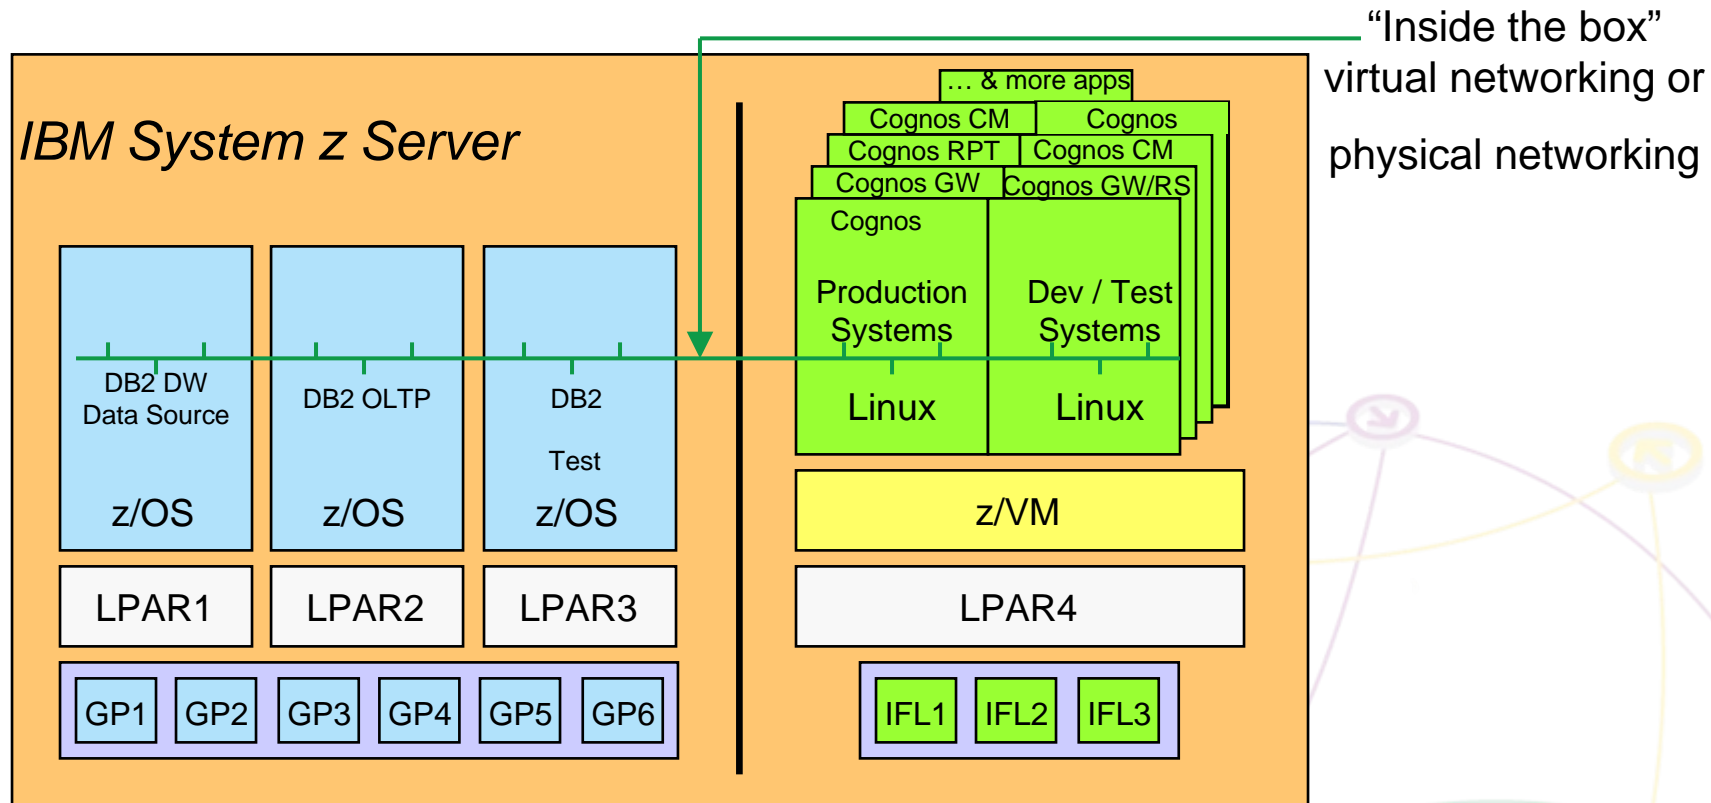 “Inside the box”
virtual networking or
physical networking
IBM System z Server
… & more apps
Cognos CM
Cognos
Cognos RPT
Cognos CM
Cognos GW
Cognos GW/RS
Cognos
Production
Systems
Linux
Dev / Test
Systems
Linux
DB2 DW
Data Source
z/OS
DB2 OLTP
z/OS
DB2
Test
z/OS
z/VM
LPAR1
LPAR2
LPAR3
LPAR4
GP1
GP2
GP3
GP4
GP5
GP6
IFL1
IFL2
IFL3